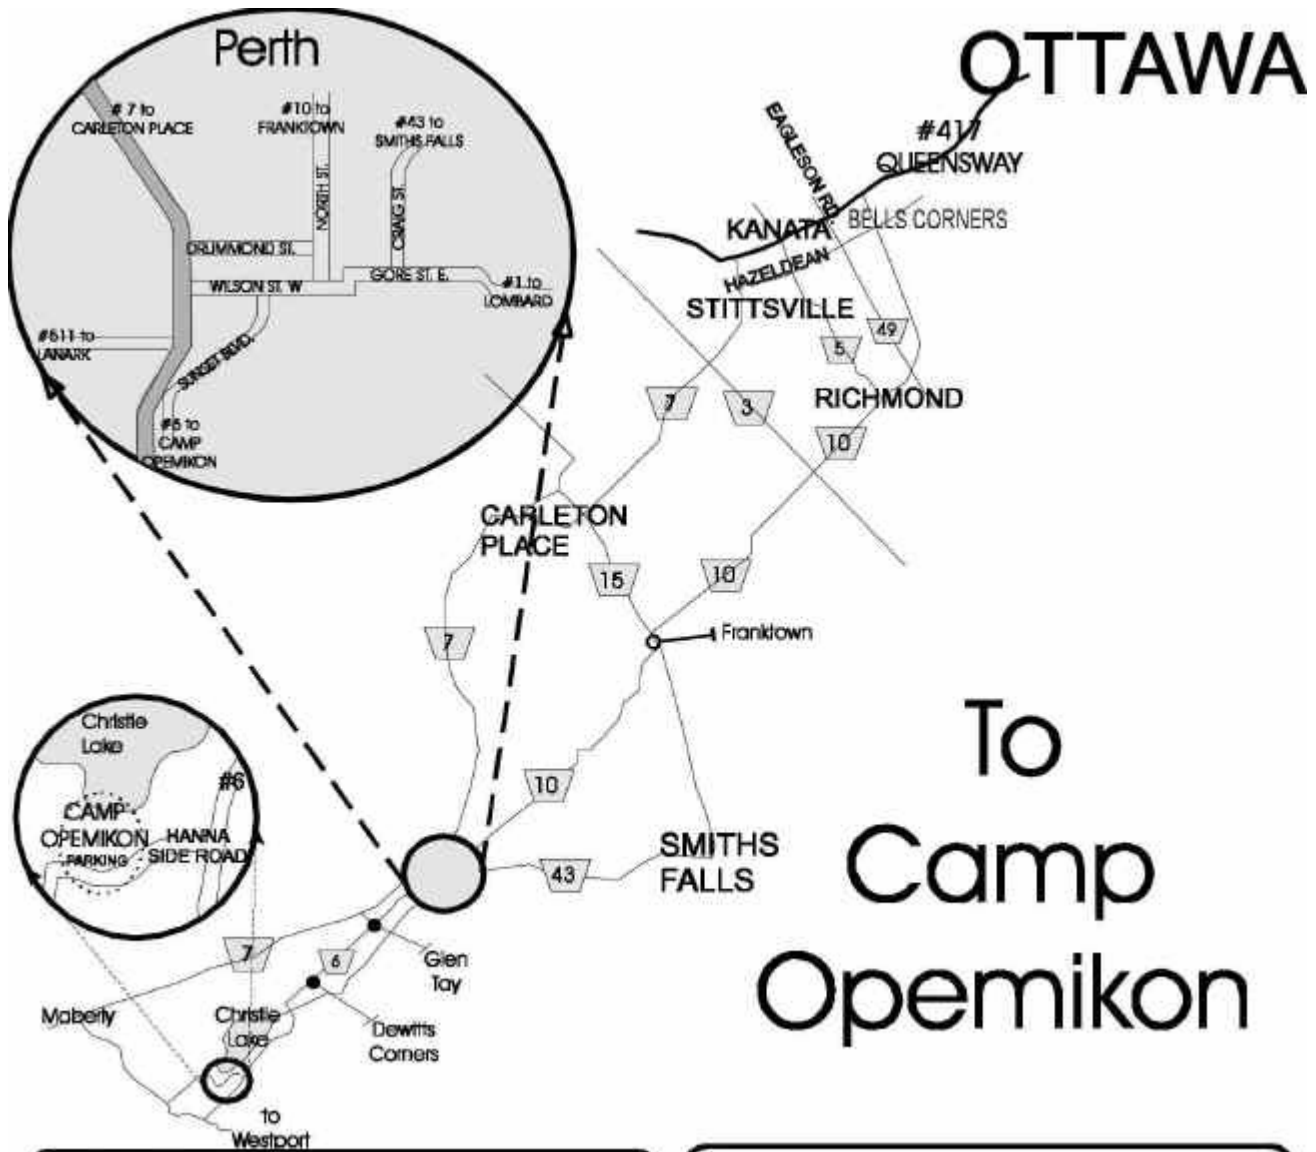 Perth
# 7 to
CARLETON PLACE
#10 to
FRANKTOWN
#43 to
SMITHS FALLS
NORTH ST.
CRAIG ST.
DRUMMOND ST.
WILSON ST. W
GORE ST. E.
#1 to
LOMBARD
#511 to
LANARK
SUNSET BLVD.
#6 to
CAMP
OPEMIKON
OTTAWA
#417
QUEENSWAY
EAGLESON RD.
KANATA
BELLS CORNERS
HAZELDEAN
STITTSVILLE
49
5
7
3
RICHMOND
10
CARLETON
PLACE
15
10
Franktown
7
10
SMITHS
FALLS
43
Christie
Lake
#6
CAMP
OPEMIKON
PARKING
HANNA
SIDE ROAD
7
6
Glen
Tay
Maberly
Christie
Lake
Dewitts
Corners
to
Westport
To
Camp
Opemikon